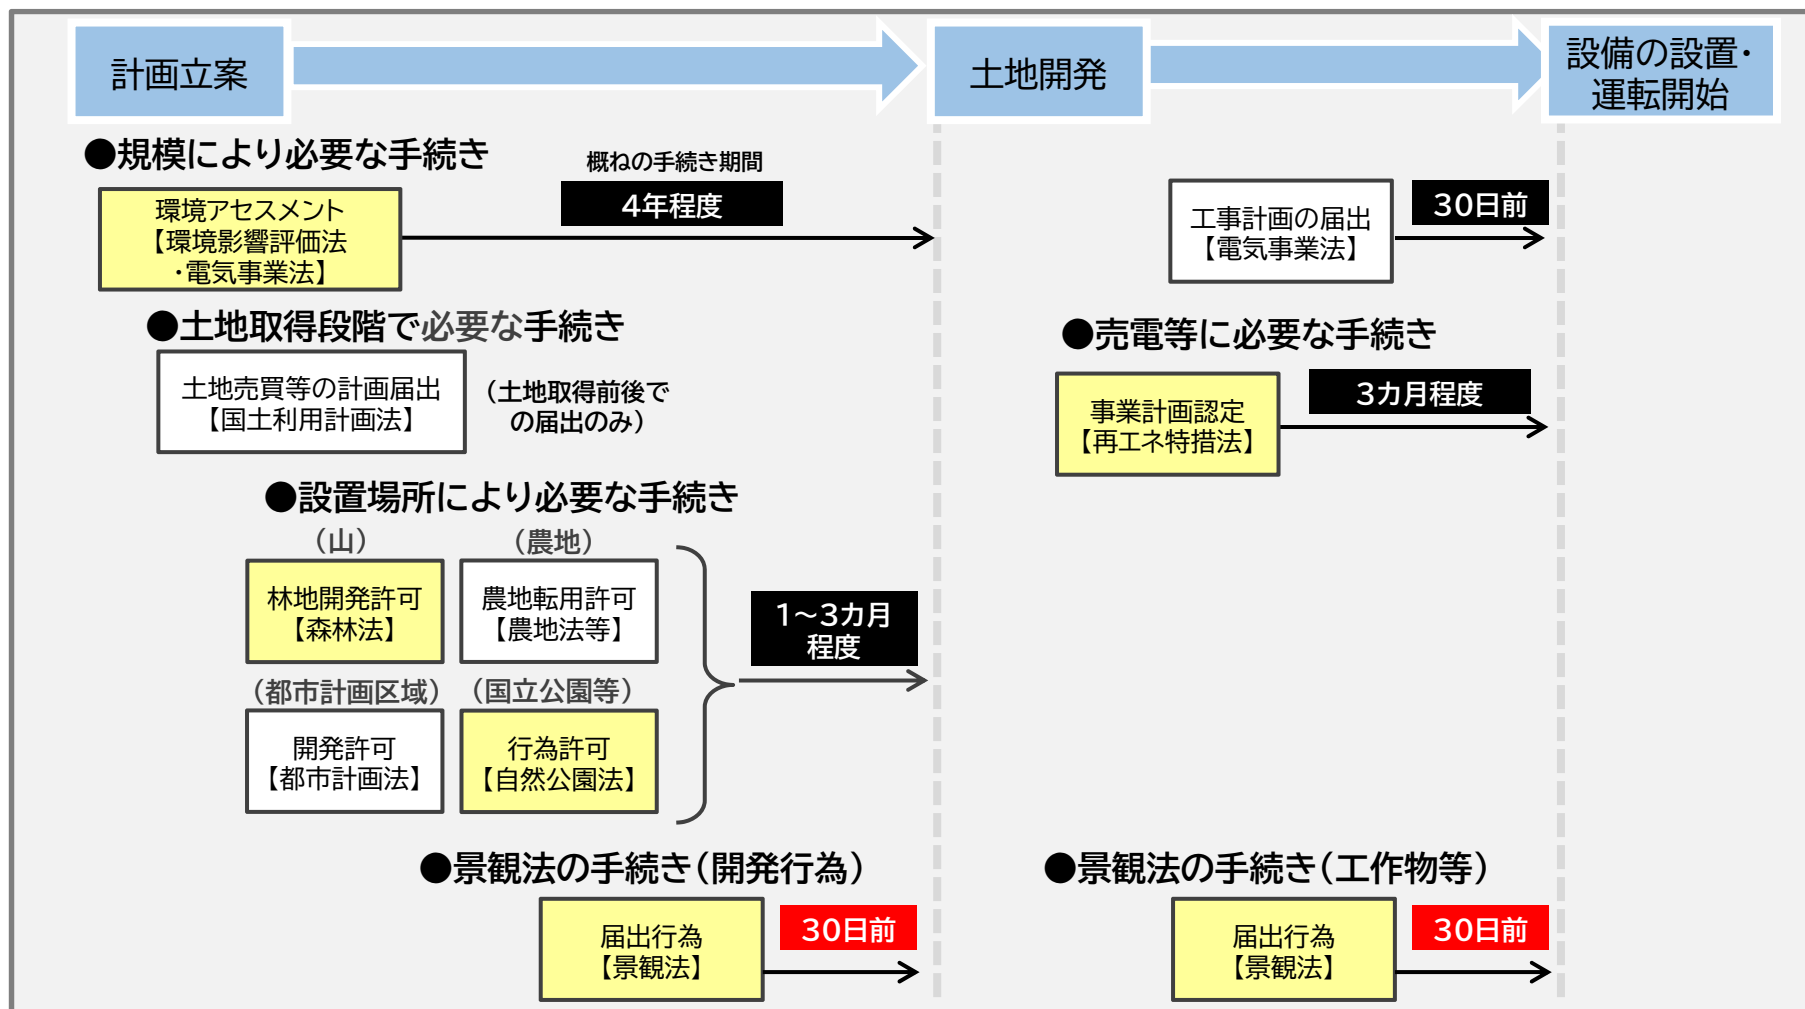 計画立案
土地開発
設備の設置・
運転開始
●規模により必要な手続き
概ねの手続き期間
4年程度
環境アセスメント
【環境影響評価法
・電気事業法】
工事計画の届出
【電気事業法】
30日前
●土地取得段階で必要な手続き
土地売買等の計画届出
【国土利用計画法】
（土地取得前後で
の届出のみ）
●売電等に必要な手続き
事業計画認定
【再エネ特措法】
3カ月程度
●設置場所により必要な手続き
（山）
林地開発許可
【森林法】
（農地）
農地転用許可
【農地法等】
（都市計画区域）
開発許可
【都市計画法】
（国立公園等）
行為許可
【自然公園法】
1～3カ月
程度
●景観法の手続き（開発行為）
届出行為
【景観法】
30日前
●景観法の手続き（工作物等）
届出行為
【景観法】
30日前